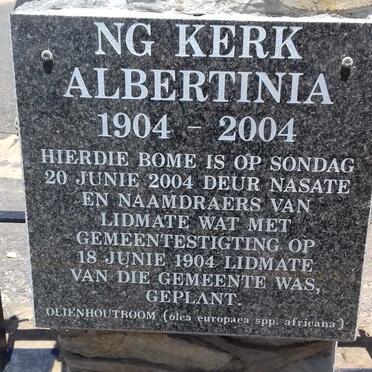 NG KERK
ALBERTINIA
1904 - 2004
HIERDIE BOME IS OP SONDAG
20 JUNIE 2004 DEUR NASATE
EN NAAMDRAERS VAN
LIDMATE WAT MET
GEMEENTESTIGTING OP
18 JUNIE 1904 LIDMATE
VAN DIE GEMEENTE WAS,
GEPLANT.
OLIENHOUTROOM (olea europaea spp. africana)